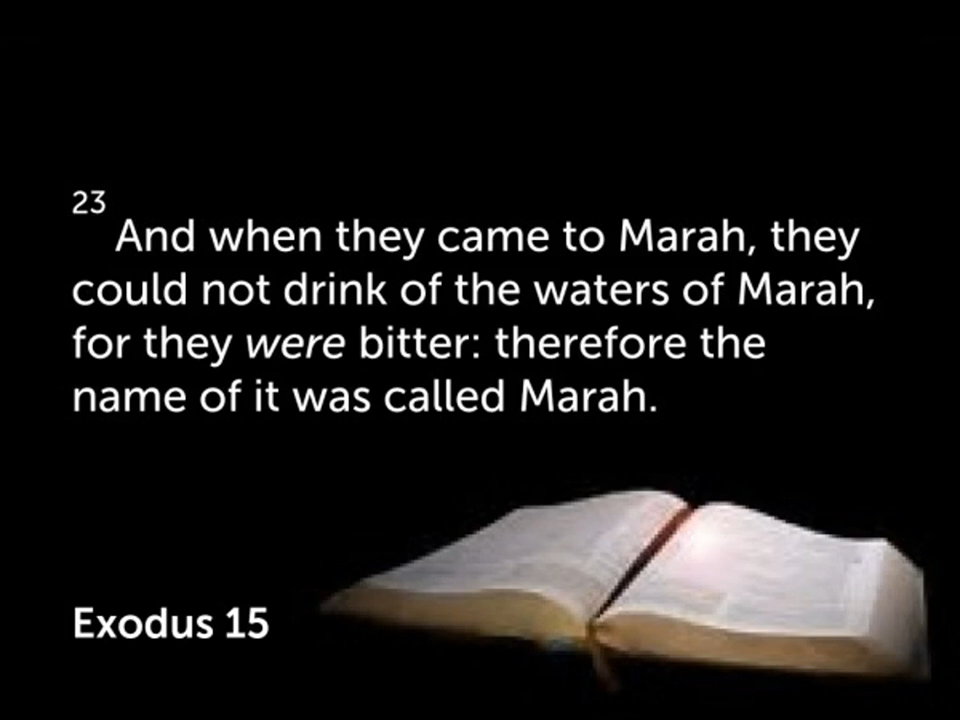 23
And when they came to Marah, they
could not drink of the waters of Marah,
for they were bitter: therefore the
name of it was called Marah.
Exodus 15